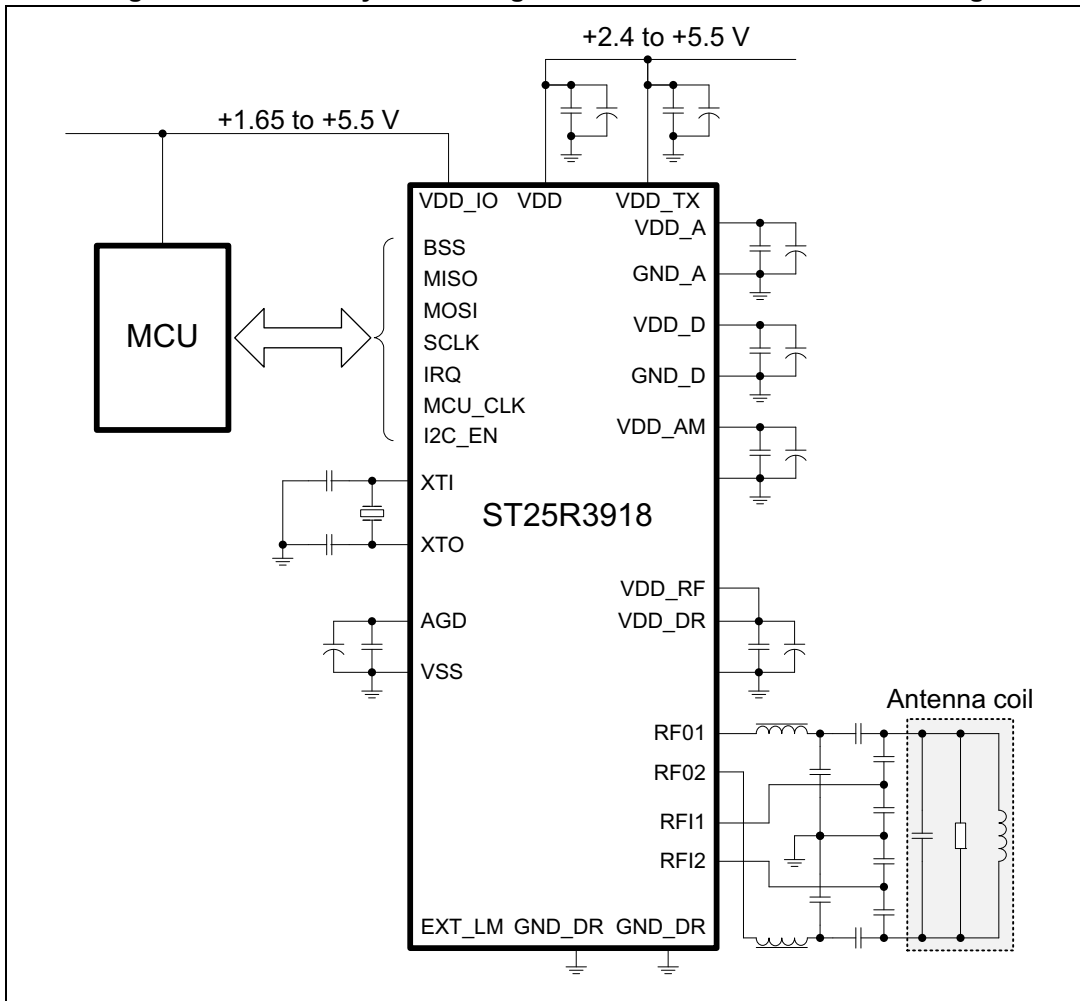 +2.4 to +5.5 V
+1.65 to +5.5 V
VDD_IO VDD VDD_TX
VDD_A
BSS
GND_A
MISO
MOSI
VDD_D
MCU
SCLK
IRQ
GND_D
MCU_CLK
I2C_EN
VDD_AM
XTI
ST25R3918
XTO
VDD_RF
AGD
VDD_DR
VSS
Antenna coil
RF01
RF02
RFI1
RFI2
EXT_LM GND_DR GND_DR